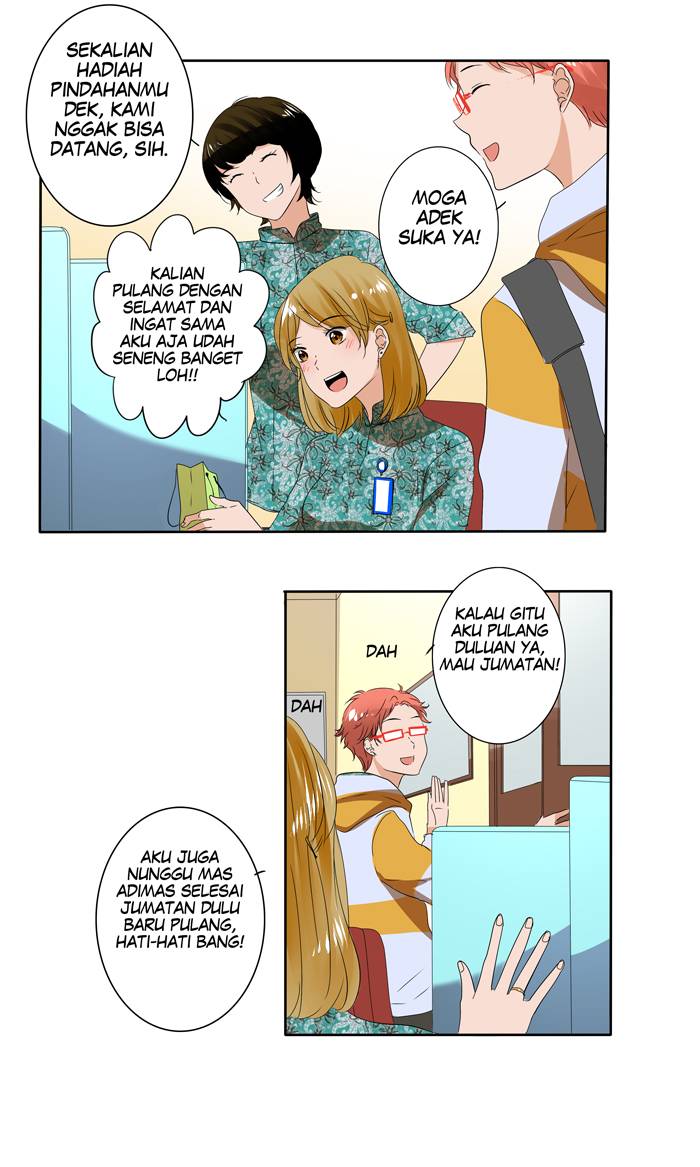 SEKALIAN
HADIAH
PINDAHANMU
DEK, KAMI
NGGAK BISA
DATANG, SIH.
MOGA
ADEK
SUKA YA!
KALIAN
PULANG DENGAN
SELAMAT DAN
INGAT SAMA
AKU AJA UDAH
SENENG BANGET
LOH!!
KALAU GITU
AKU PULANG
DULUAN YA,
MAU JUMATAN!
DAH
DAH
AKU JUGA
NUNGGU MAS
ADIMAS SELESAI
JUMATAN DULU
BARU PULANG,
HATI-HATI BANG!